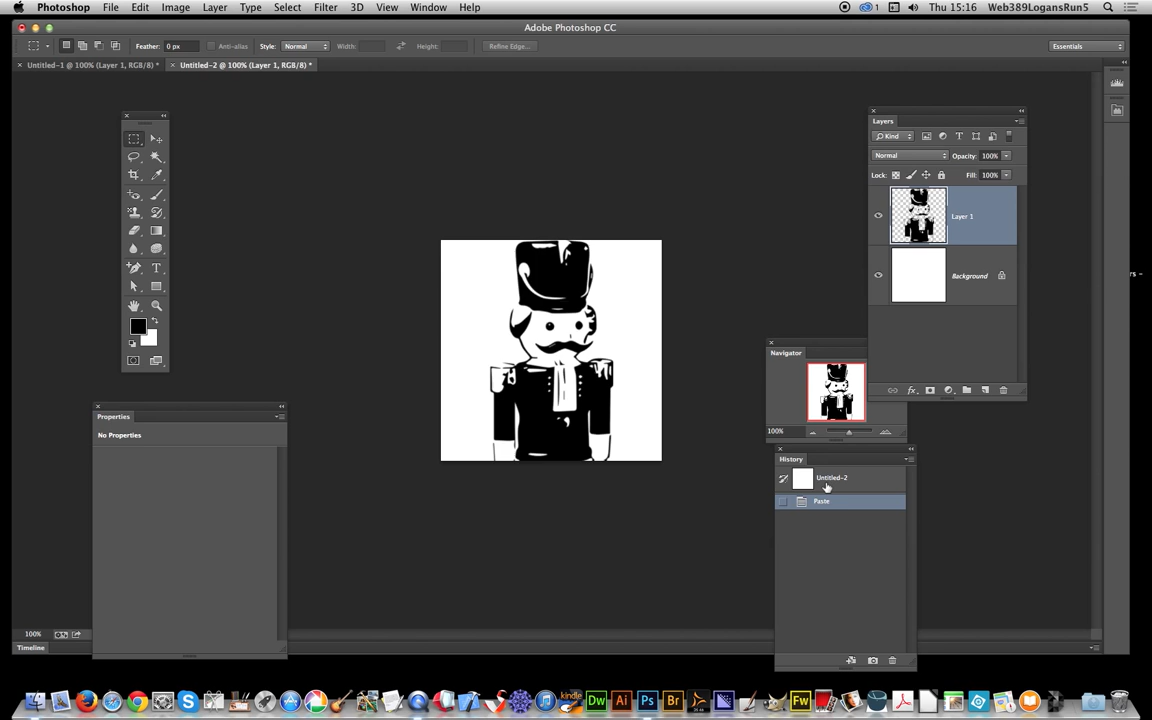 Photoshop File Edit Image Layer Type Select Filter 3D View Window Help 1 Thu 15:16 Web389LogansRun5
Adobe Photoshop CC
Feather: 0 px Anti-alias Style: Normal Width: Height: Refine Edge... Essentials
Untitled-1 @ 100% (Layer 1, RGB/8) * Untitled-2 @ 100% (Layer 1, RGB/8) *
Layers
Kind
Normal Opacity: 100%
Lock: Fill: 100%
Layer 1
Background
Navigator
100%
Properties
No Properties
History
Untitled-2
Paste
100%
Timeline
kindle Dw Ai Ps Br Fw